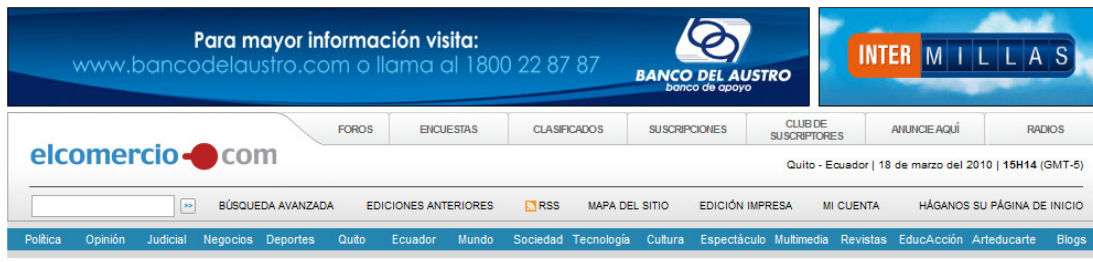 Para mayor información visita:
www.bancodelaustro.com o llama al 1800 22 87 87
BANCO DEL AUSTRO
banco de apoyo
INTER MILLAS
FOROS ENCUESTAS CLASIFICADOS SUSCRIPCIONES CLUB DE SUSCRIPTORES ANUNCIE AQUÍ RADIOS
elcomercio com
Quito - Ecuador | 18 de marzo del 2010 | 15H14 (GMT-5)
>> BÚSQUEDA AVANZADA EDICIONES ANTERIORES RSS MAPA DEL SITIO EDICIÓN IMPRESA MI CUENTA HÁGANOS SU PÁGINA DE INICIO
Política Opinión Judicial Negocios Deportes Quito Ecuador Mundo Sociedad Tecnología Cultura Espectáculo Multimedia Revistas EducAcción Arteducarte Blogs